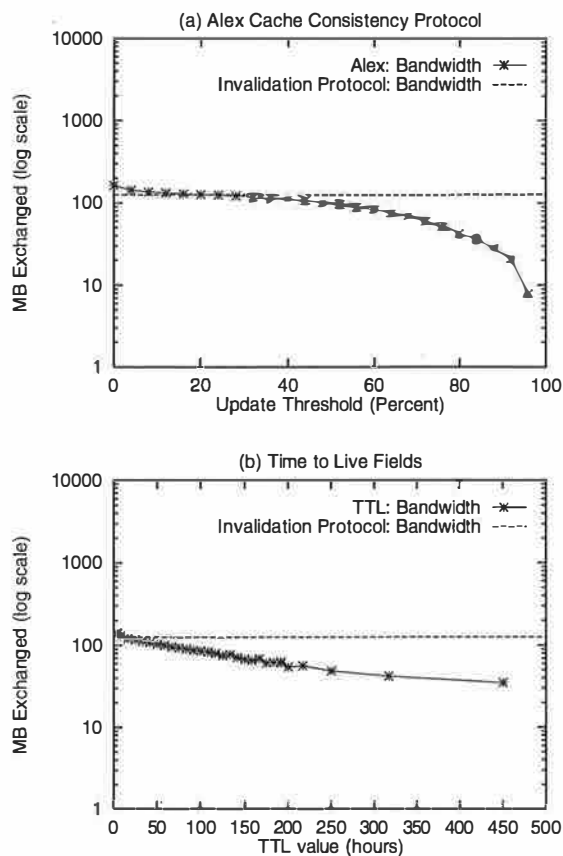 (a) Alex Cache Consistency Protocol
10000
1000
100
10
1
MB Exchanged (log scale)
Alex: Bandwidth
Invalidation Protocol: Bandwidth
0 20 40 60 80 100
Update Threshold (Percent)
(b) Time to Live Fields
10000
1000
100
10
1
MB Exchanged (log scale)
TTL: Bandwidth
Invalidation Protocol: Bandwidth
0 50 100 150 200 250 300 350 400 450 500
TTL value (hours)